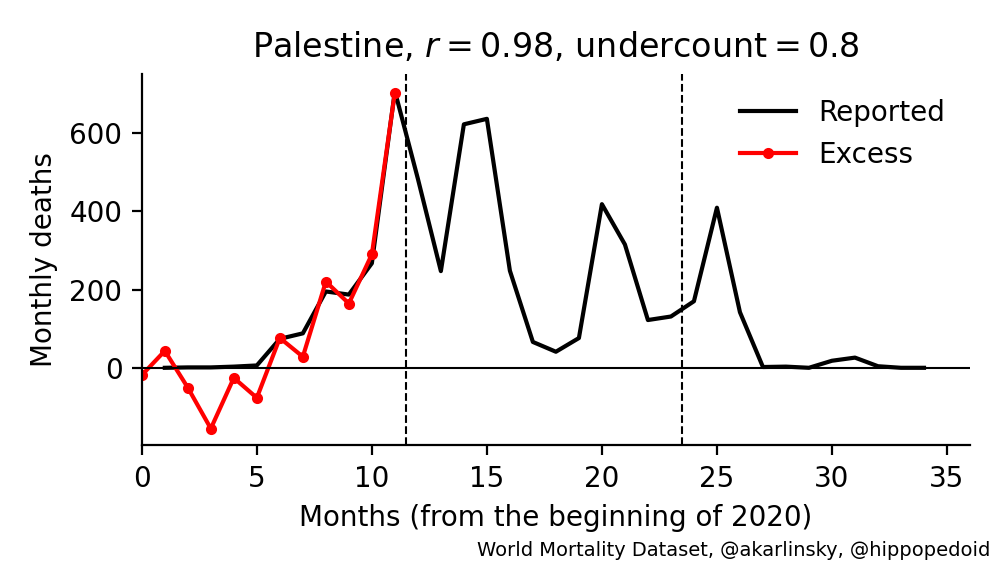 Palestine, r = 0.98, undercount = 0.8
Reported
Excess
Monthly deaths
600
400
200
0
0 5 10 15 20 25 30 35
Months (from the beginning of 2020)
World Mortality Dataset, @akarlinsky, @hippopedoid